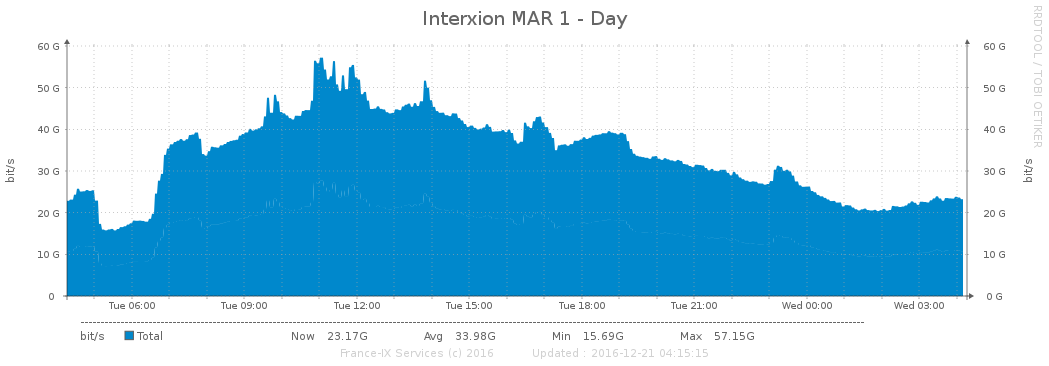 Interxion MAR 1 - Day
RRDTOOL / TOBI OETIKER
60 G 60 G
50 G 50 G
40 G 40 G
30 G 30 G
20 G 20 G
10 G 10 G
0 0 G
bit/s
bit/s
Tue 06:00 Tue 09:00 Tue 12:00 Tue 15:00 Tue 18:00 Tue 21:00 Wed 00:00 Wed 03:00
bit/s Total Now 23.17G Avg 33.98G Min 15.69G Max 57.15G
France-IX Services (c) 2016 Updated : 2016-12-21 04:15:15